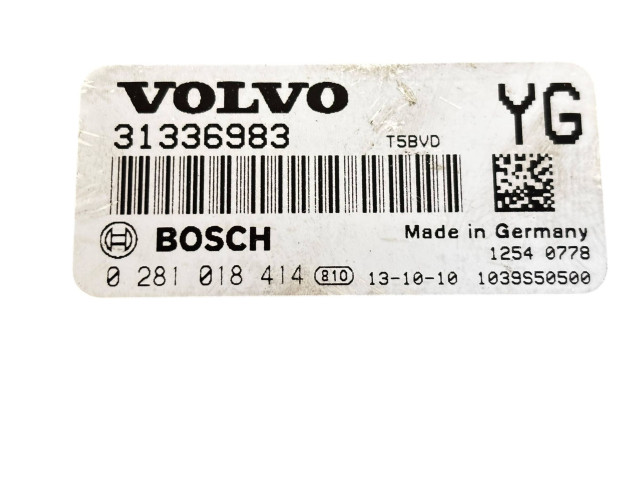 VOLVO
YG
31336983 T5BVD
BOSCH Made in Germany
1254 0778
0 281 018 414 810 13-10-10 1039S50500